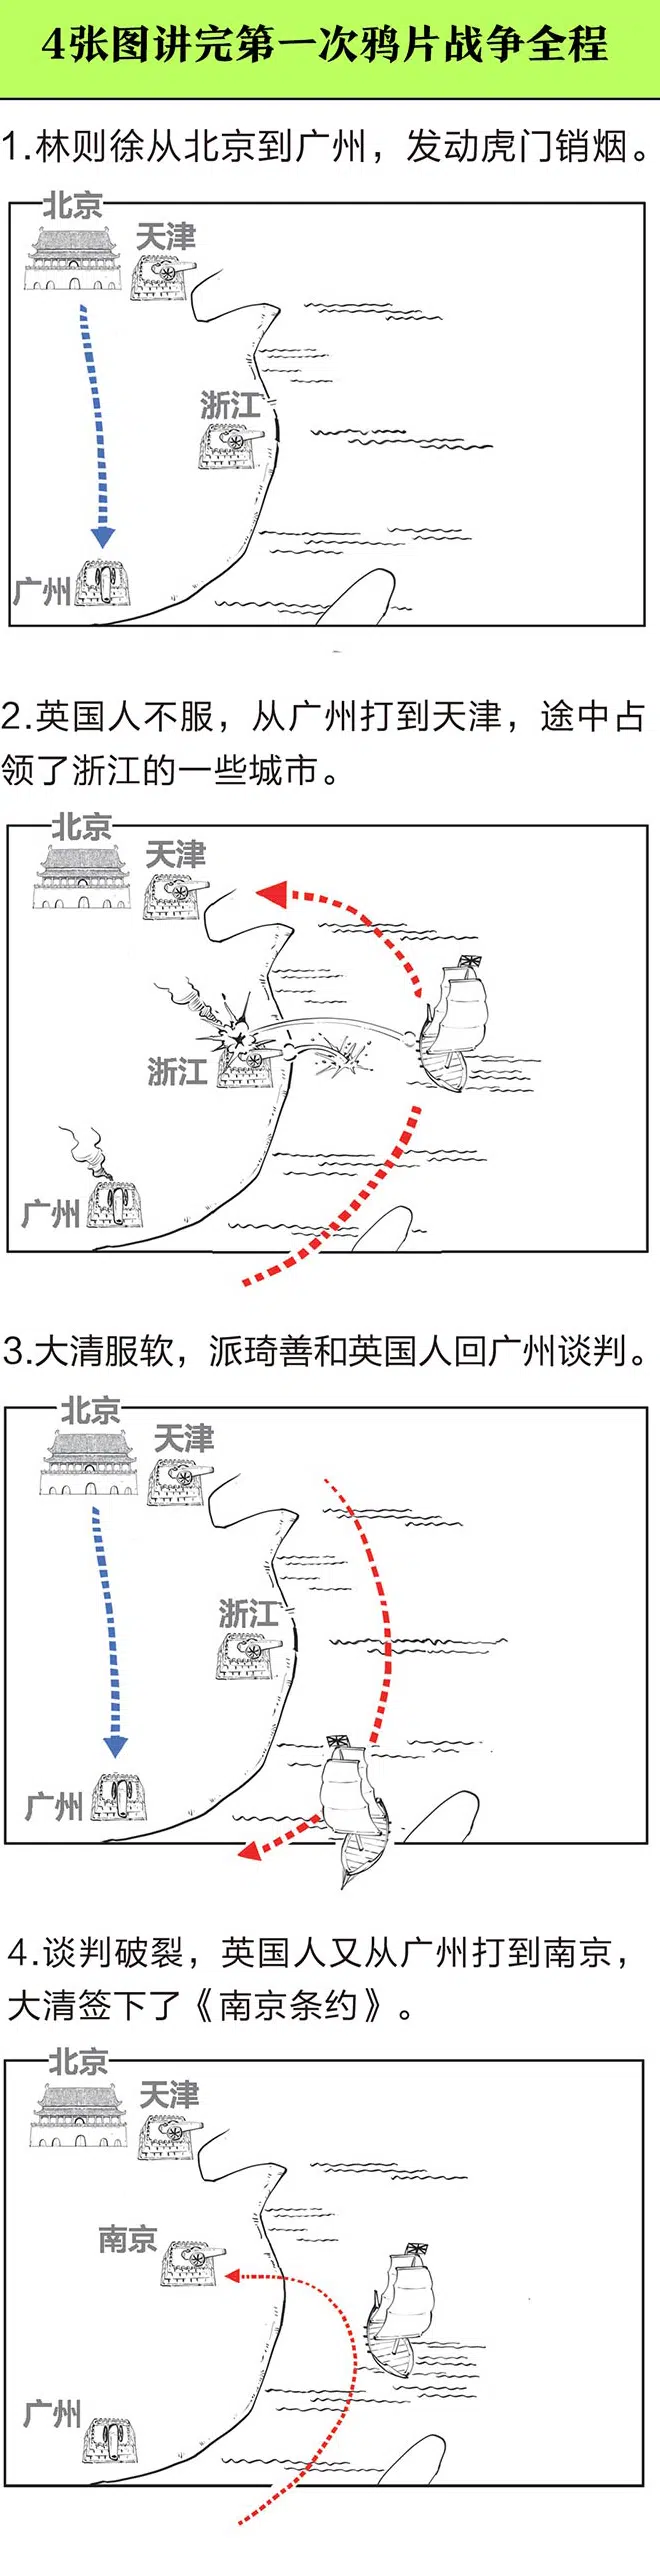 4张图讲完第一次鸦片战争全程
1.林则徐从北京到广州，发动虎门销烟。
北京
天津
浙江
广州
2.英国人不服，从广州打到天津，途中占
领了浙江的一些城市。
北京
天津
浙江
广州
3.大清服软，派琦善和英国人回广州谈判。
北京
天津
浙江
广州
4.谈判破裂，英国人又从广州打到南京，
大清签下了《南京条约》。
北京
天津
南京
广州